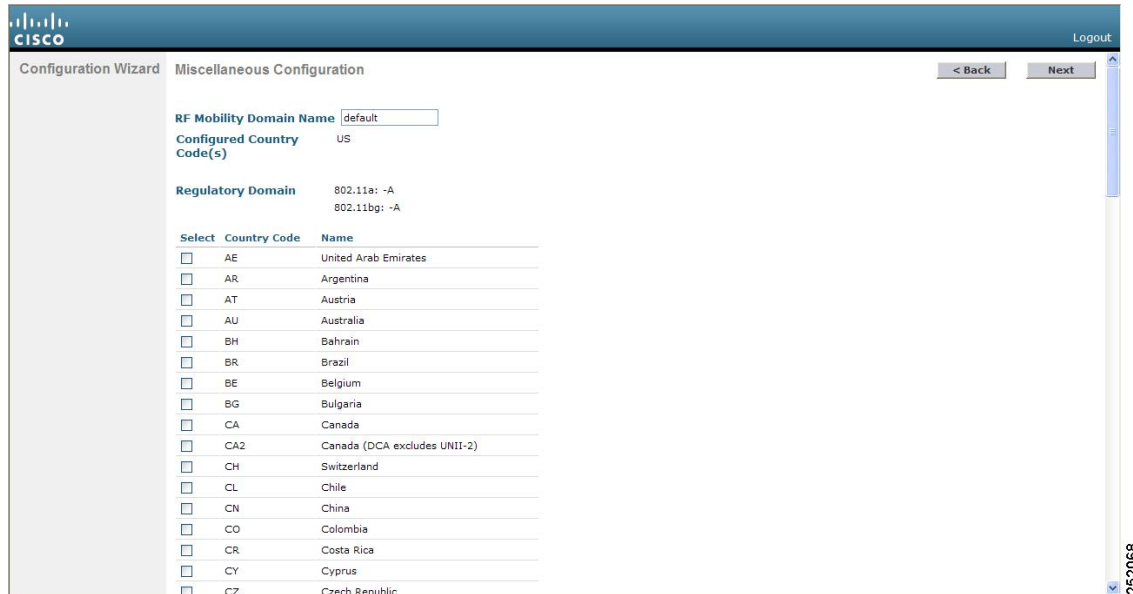 CISCO
Logout
Configuration Wizard
Miscellaneous Configuration
< Back
Next
RF Mobility Domain Name default
Configured Country Code(s) US
Regulatory Domain 802.11a: -A
802.11bg: -A
Select Country Code Name
AE United Arab Emirates
AR Argentina
AT Austria
AU Australia
BH Bahrain
BR Brazil
BE Belgium
BG Bulgaria
CA Canada
CA2 Canada (DCA excludes UNII-2)
CH Switzerland
CL Chile
CN China
CO Colombia
CR Costa Rica
CY Cyprus
CZ Czech Republic
252068